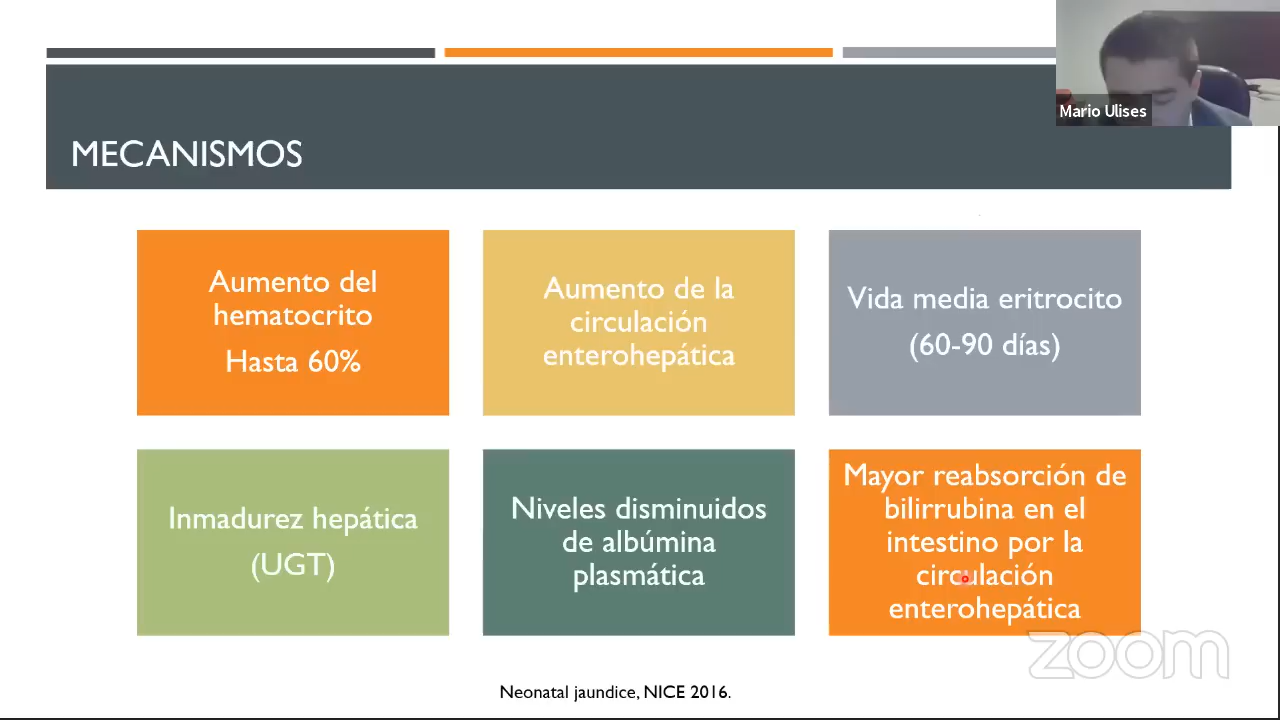 Mario Ulises
MECANISMOS
Aumento del
hematocrito
Hasta 60%
Aumento de la
circulación
enterohepática
Vida media eritrocito
(60-90 días)
Inmadurez hepática
(UGT)
Niveles disminuidos
de albúmina
plasmática
Mayor reabsorción de
bilirrubina en el
intestino por la
circulación
enterohepática
zoom
Neonatal jaundice, NICE 2016.